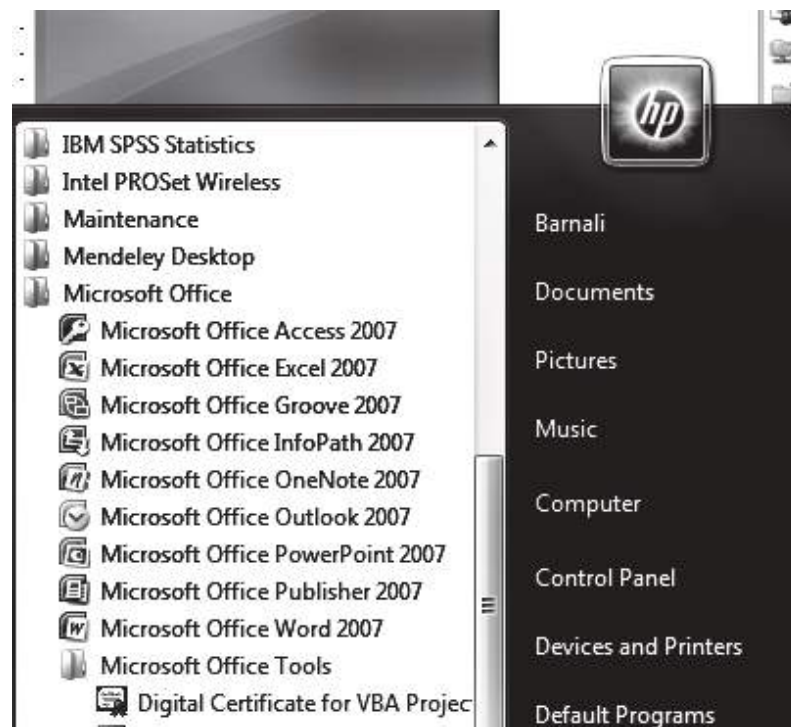 hp
IBM SPSS Statistics
Intel PROSet Wireless
Maintenance
Mendeley Desktop
Microsoft Office
Microsoft Office Access 2007
Microsoft Office Excel 2007
Microsoft Office Groove 2007
Microsoft Office InfoPath 2007
Microsoft Office OneNote 2007
Microsoft Office Outlook 2007
Microsoft Office PowerPoint 2007
Microsoft Office Publisher 2007
Microsoft Office Word 2007
Microsoft Office Tools
Digital Certificate for VBA Projec
Barnali
Documents
Pictures
Music
Computer
Control Panel
Devices and Printers
Default Programs